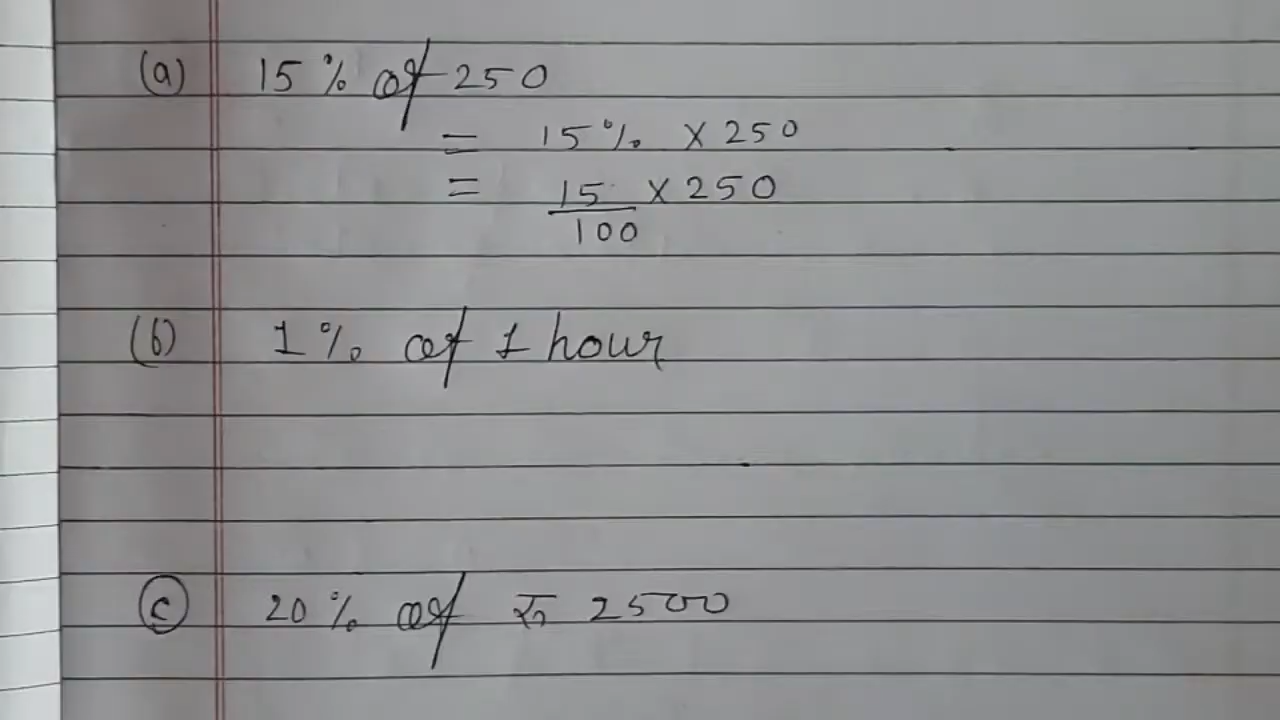 (a) 15% of 250
= 15% × 250
= 15/100 × 250
(b) 1% of 1 hour
(c) 20% of रु 2500